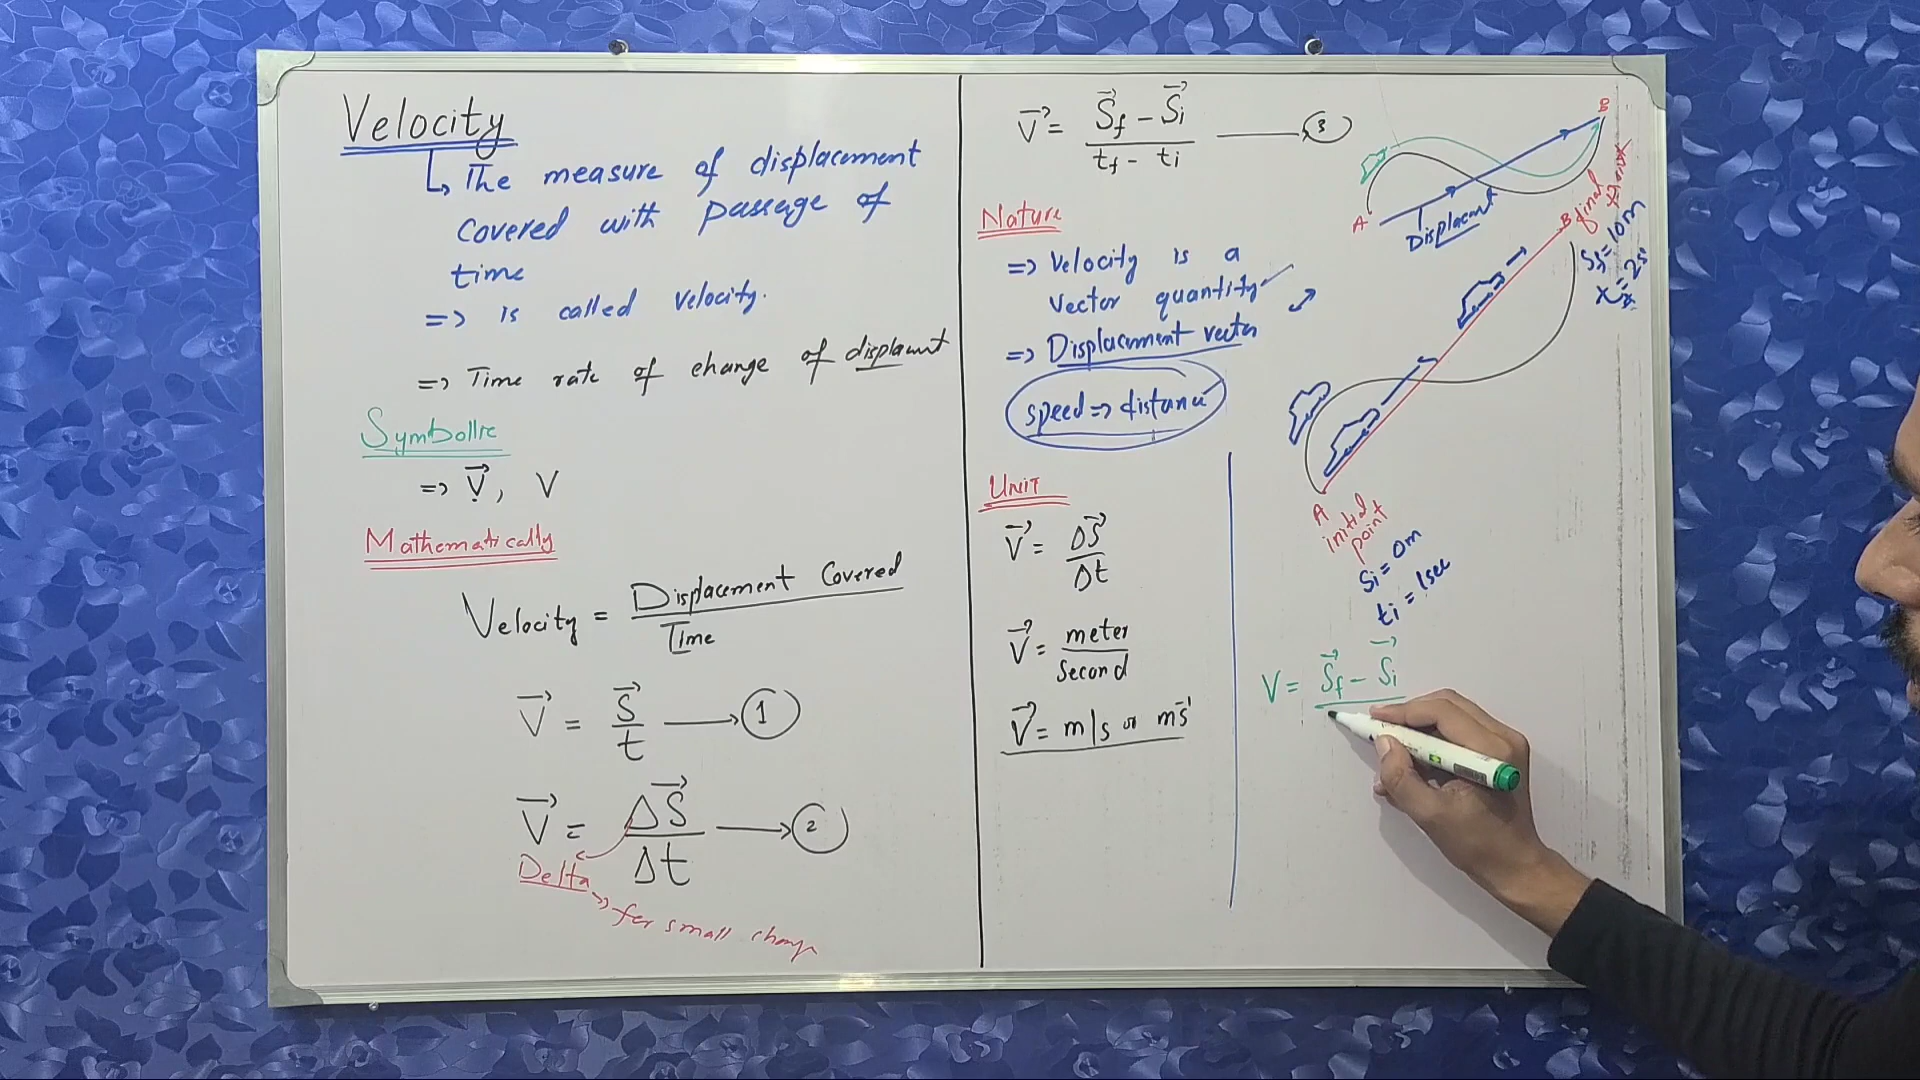 Velocity
The measure of displacement
covered with passage of
time
=> is called velocity.
=> Time rate of change of displacmnt
Symbollic
=> V⃗, V
Mathematically
Velocity = Displacement Covered / Time
V⃗ = S⃗ / t → 1
V⃗ = ΔS⃗ / Δt → 2
Delta
for small change
V⃗ = S⃗f - S⃗i / tf - ti → 3
Nature
=> Velocity is a
vector quantity
=> Displacement vector
speed => distance
Unit
V⃗ = ΔS⃗ / Δt
V⃗ = meter / Second
V⃗ = m/s or ms⁻¹
B
A
Displacmnt
B final
Sf = 10m
= 2s
A
initial
point
Si = 0m
ti = 1sec
V = S⃗f - S⃗i